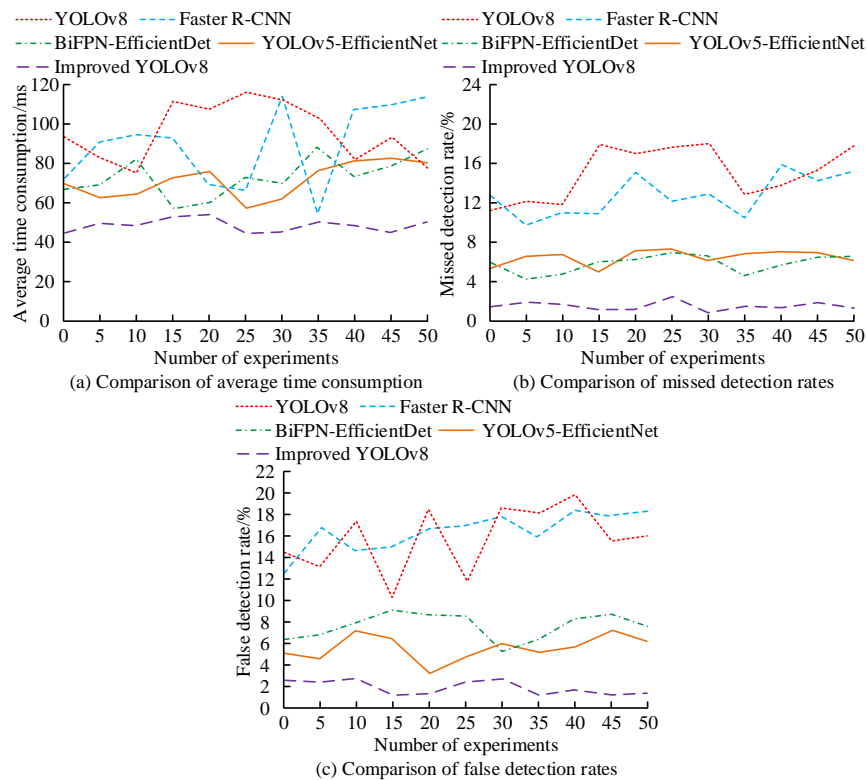 YOLOv8 Faster R-CNN
BiFPN-EfficientDet YOLOv5-EfficientNet
Improved YOLOv8
120
100
80
60
40
20
0
Average time consumption/ms
0 5 10 15 20 25 30 35 40 45 50
Number of experiments
(a) Comparison of average time consumption
YOLOv8 Faster R-CNN
BiFPN-EfficientDet YOLOv5-EfficientNet
Improved YOLOv8
24
20
16
12
8
4
0
Missed detection rate/%
0 5 10 15 20 25 30 35 40 45 50
Number of experiments
(b) Comparison of missed detection rates
YOLOv8 Faster R-CNN
BiFPN-EfficientDet YOLOv5-EfficientNet
Improved YOLOv8
22
20
18
16
14
12
10
8
6
4
2
0
False detection rate/%
0 5 10 15 20 25 30 35 40 45 50
Number of experiments
(c) Comparison of false detection rates